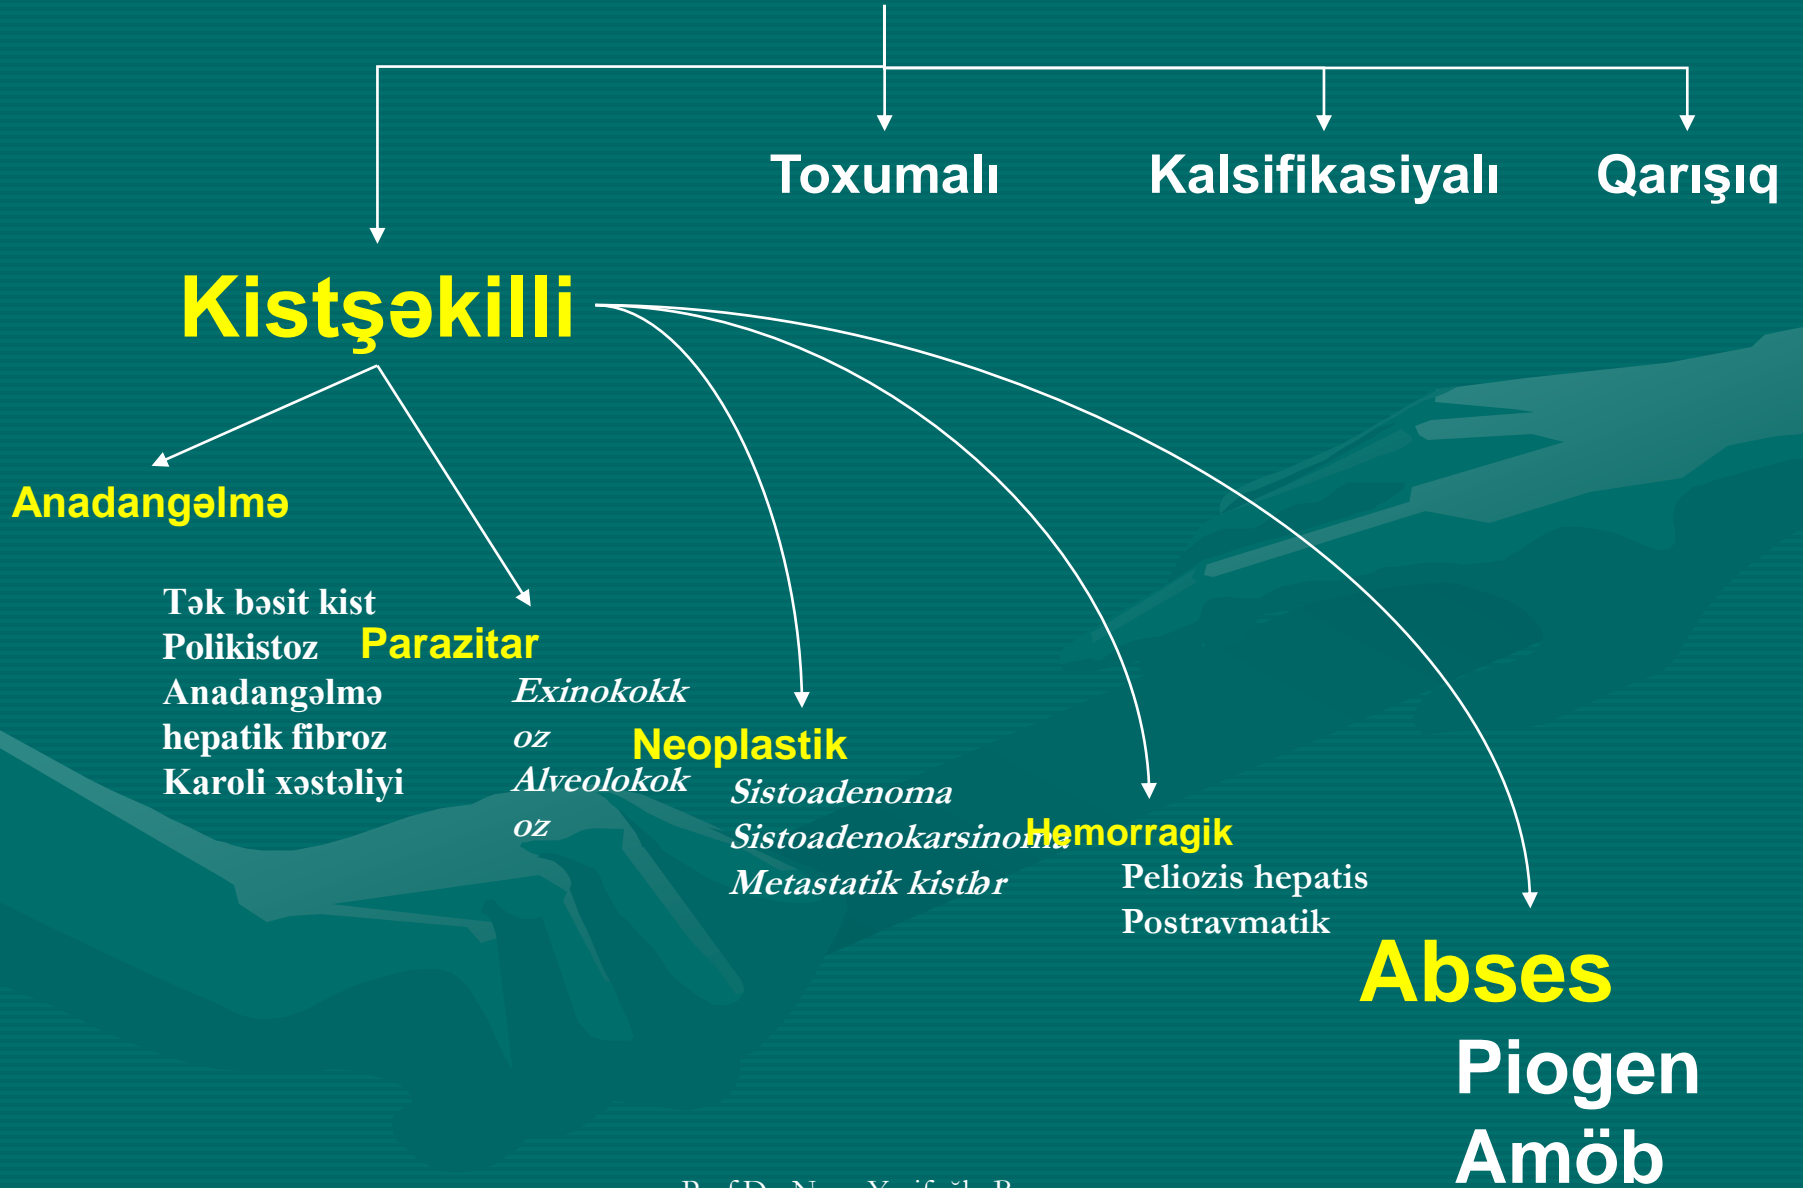 Toxumalı
Kalsifikasiyalı
Qarışıq
Kistşəkilli
Anadangəlmə
Tək bəsit kist
Polikistoz
Anadangəlmə
hepatik fibroz
Karoli xəstəliyi
Parazitar
Exinokokk
oz
Alveolokok
oz
Neoplastik
Sistoadenoma
Sistoadenokarsinoma
Metastatik kistlər
Hemorragik
Peliozis hepatis
Postravmatik
Abses
Piogen
Amöb